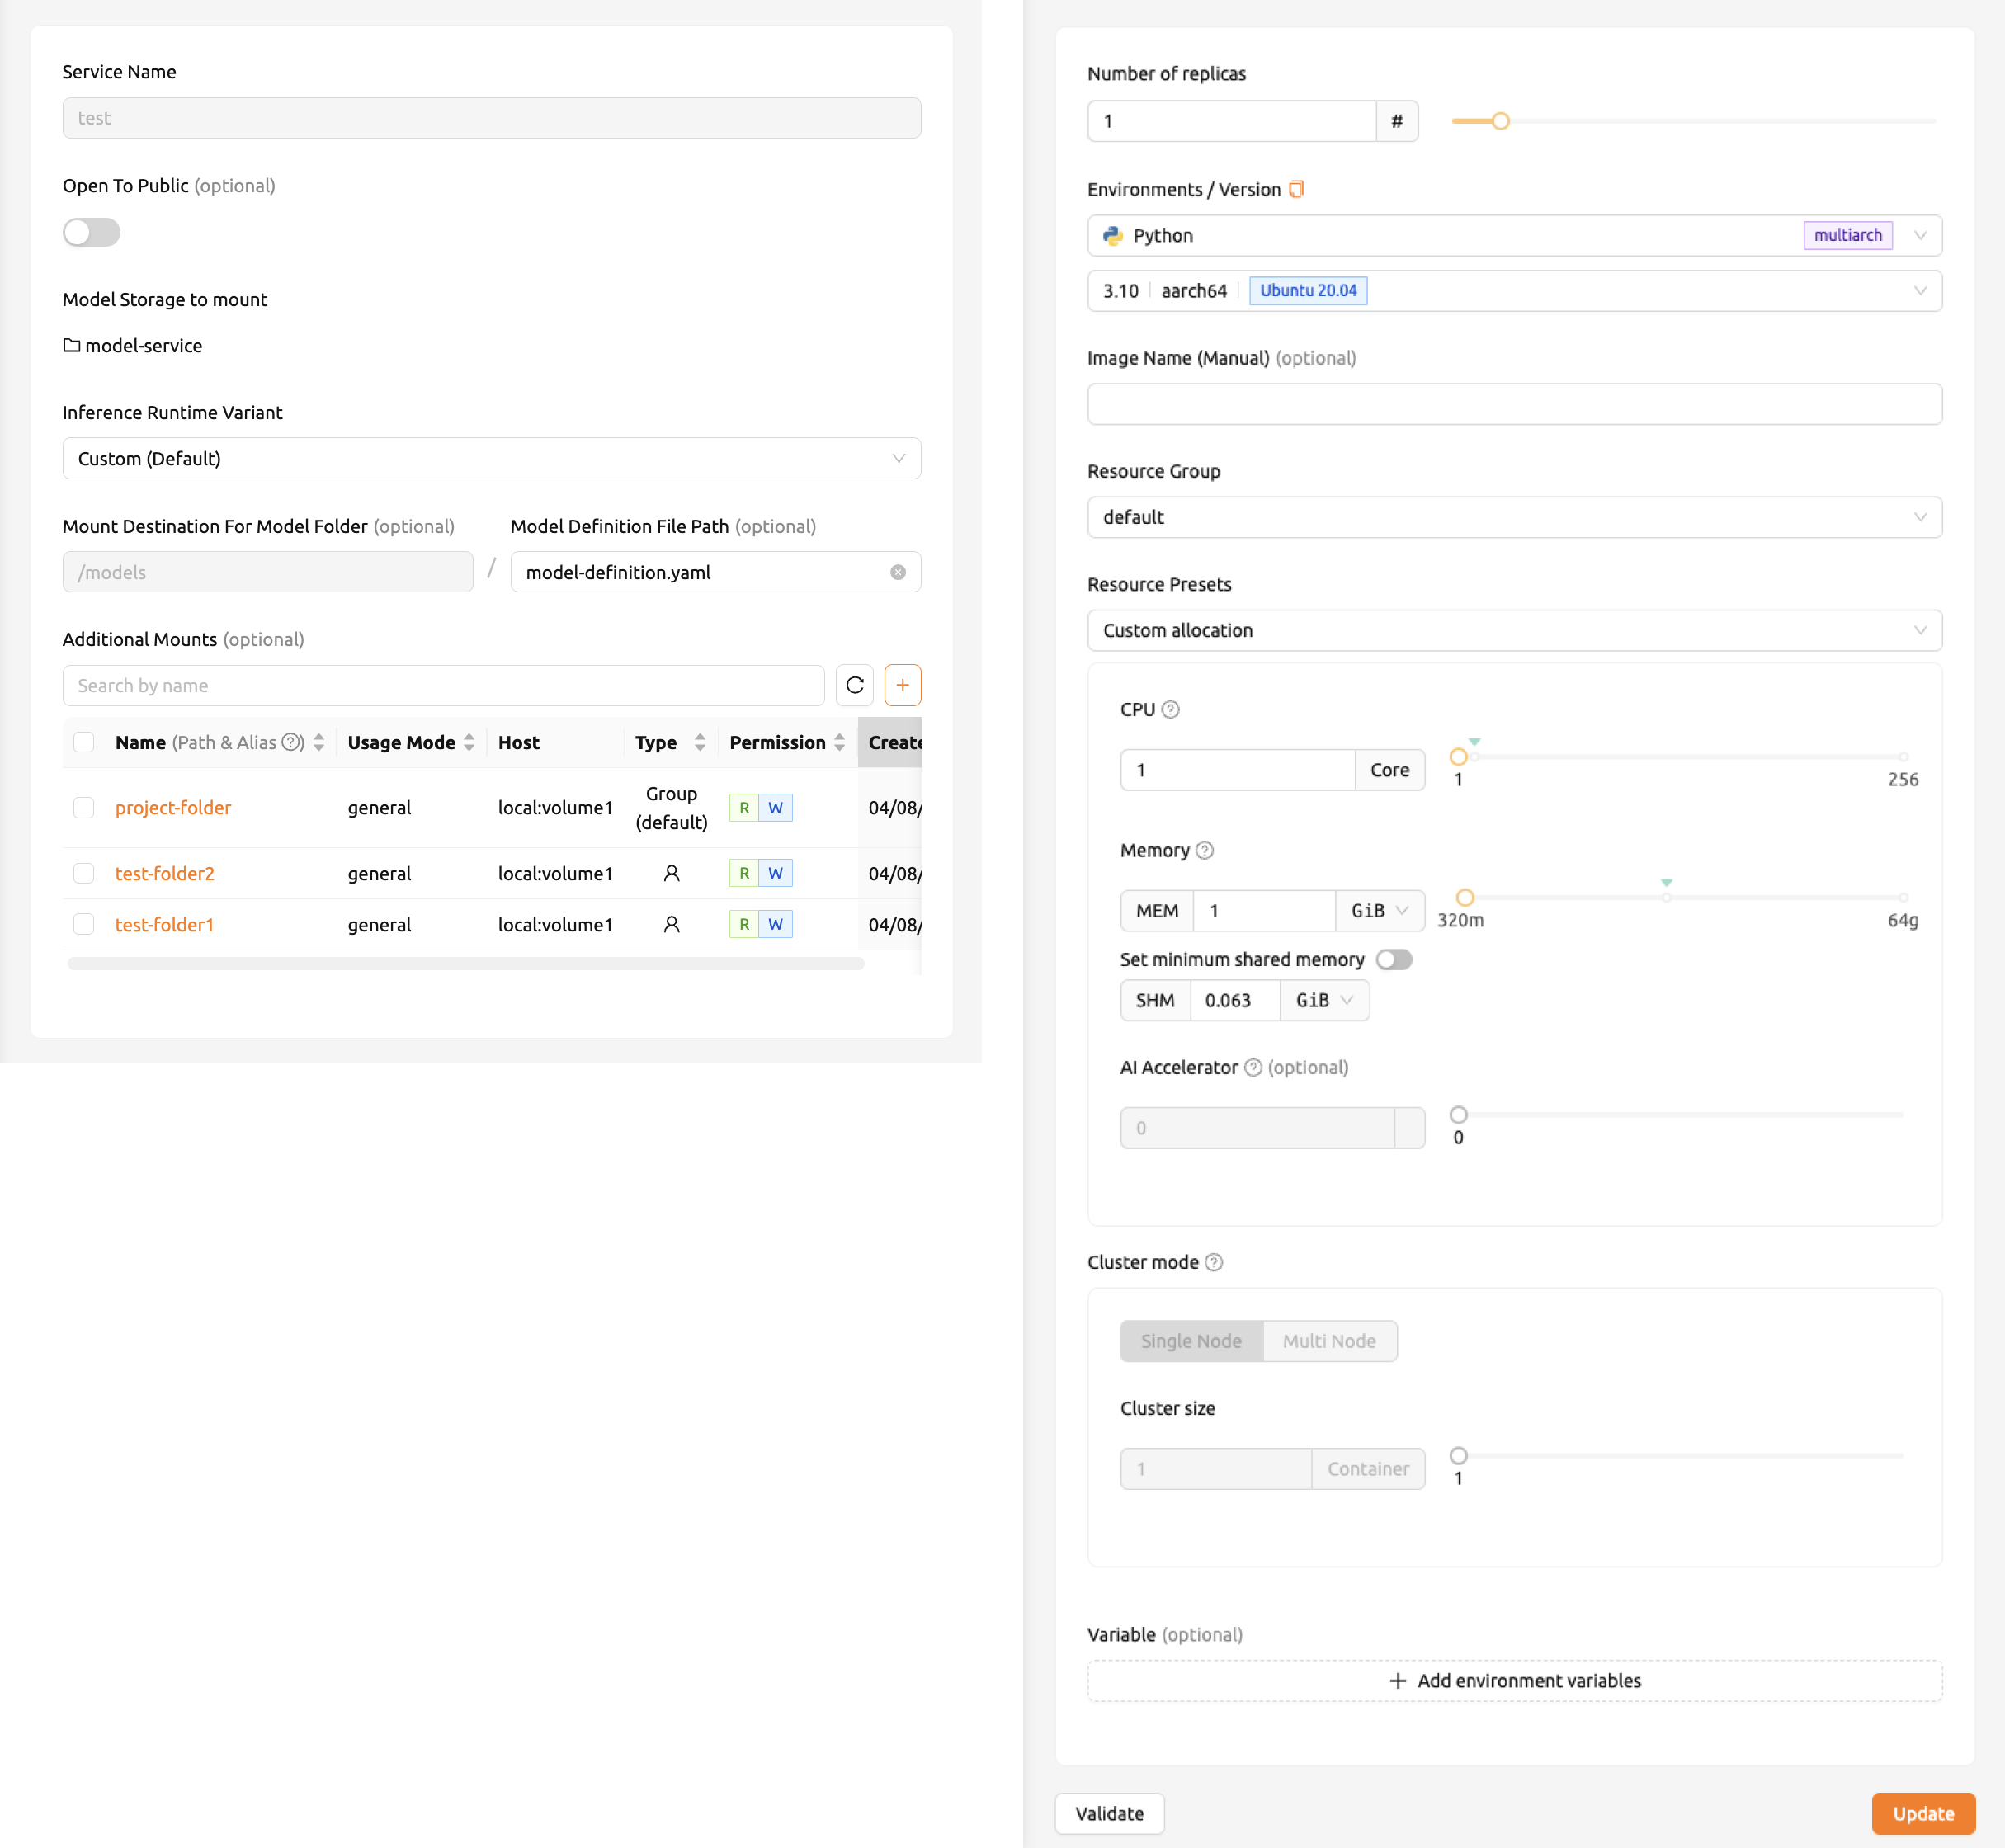 Service Name
test
Open To Public (optional)
Model Storage to mount
model-service
Inference Runtime Variant
Custom (Default)
Mount Destination For Model Folder (optional)
Model Definition File Path (optional)
/models
/
model-definition.yaml
Additional Mounts (optional)
Search by name
Name (Path & Alias ?) Usage Mode Host Type Permission Create
project-folder general local:volume1 Group (default) R W 04/08/
test-folder2 general local:volume1 R W 04/08/
test-folder1 general local:volume1 R W 04/08/
Number of replicas
1 #
Environments / Version
Python multiarch
3.10 aarch64 Ubuntu 20.04
Image Name (Manual) (optional)
Resource Group
default
Resource Presets
Custom allocation
CPU ?
1 Core
1 256
Memory ?
MEM 1 GiB
320m 64g
Set minimum shared memory
SHM 0.063 GiB
AI Accelerator ? (optional)
0
0
Cluster mode ?
Single Node Multi Node
Cluster size
1 Container
1
Variable (optional)
+ Add environment variables
Validate Update